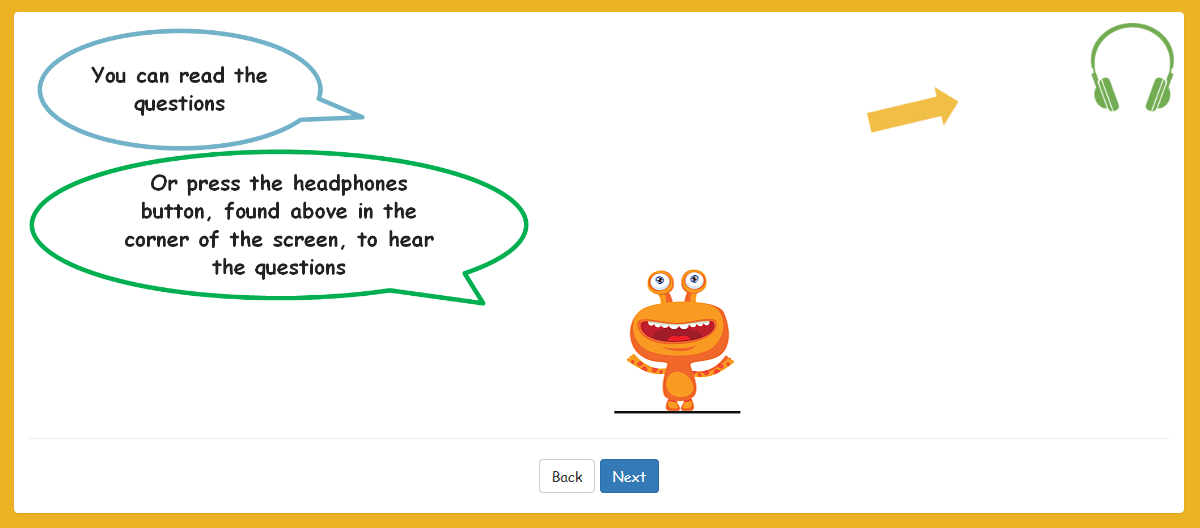 You can read the
questions
Or press the headphones
button, found above in the
corner of the screen, to hear
the questions
Back
Next